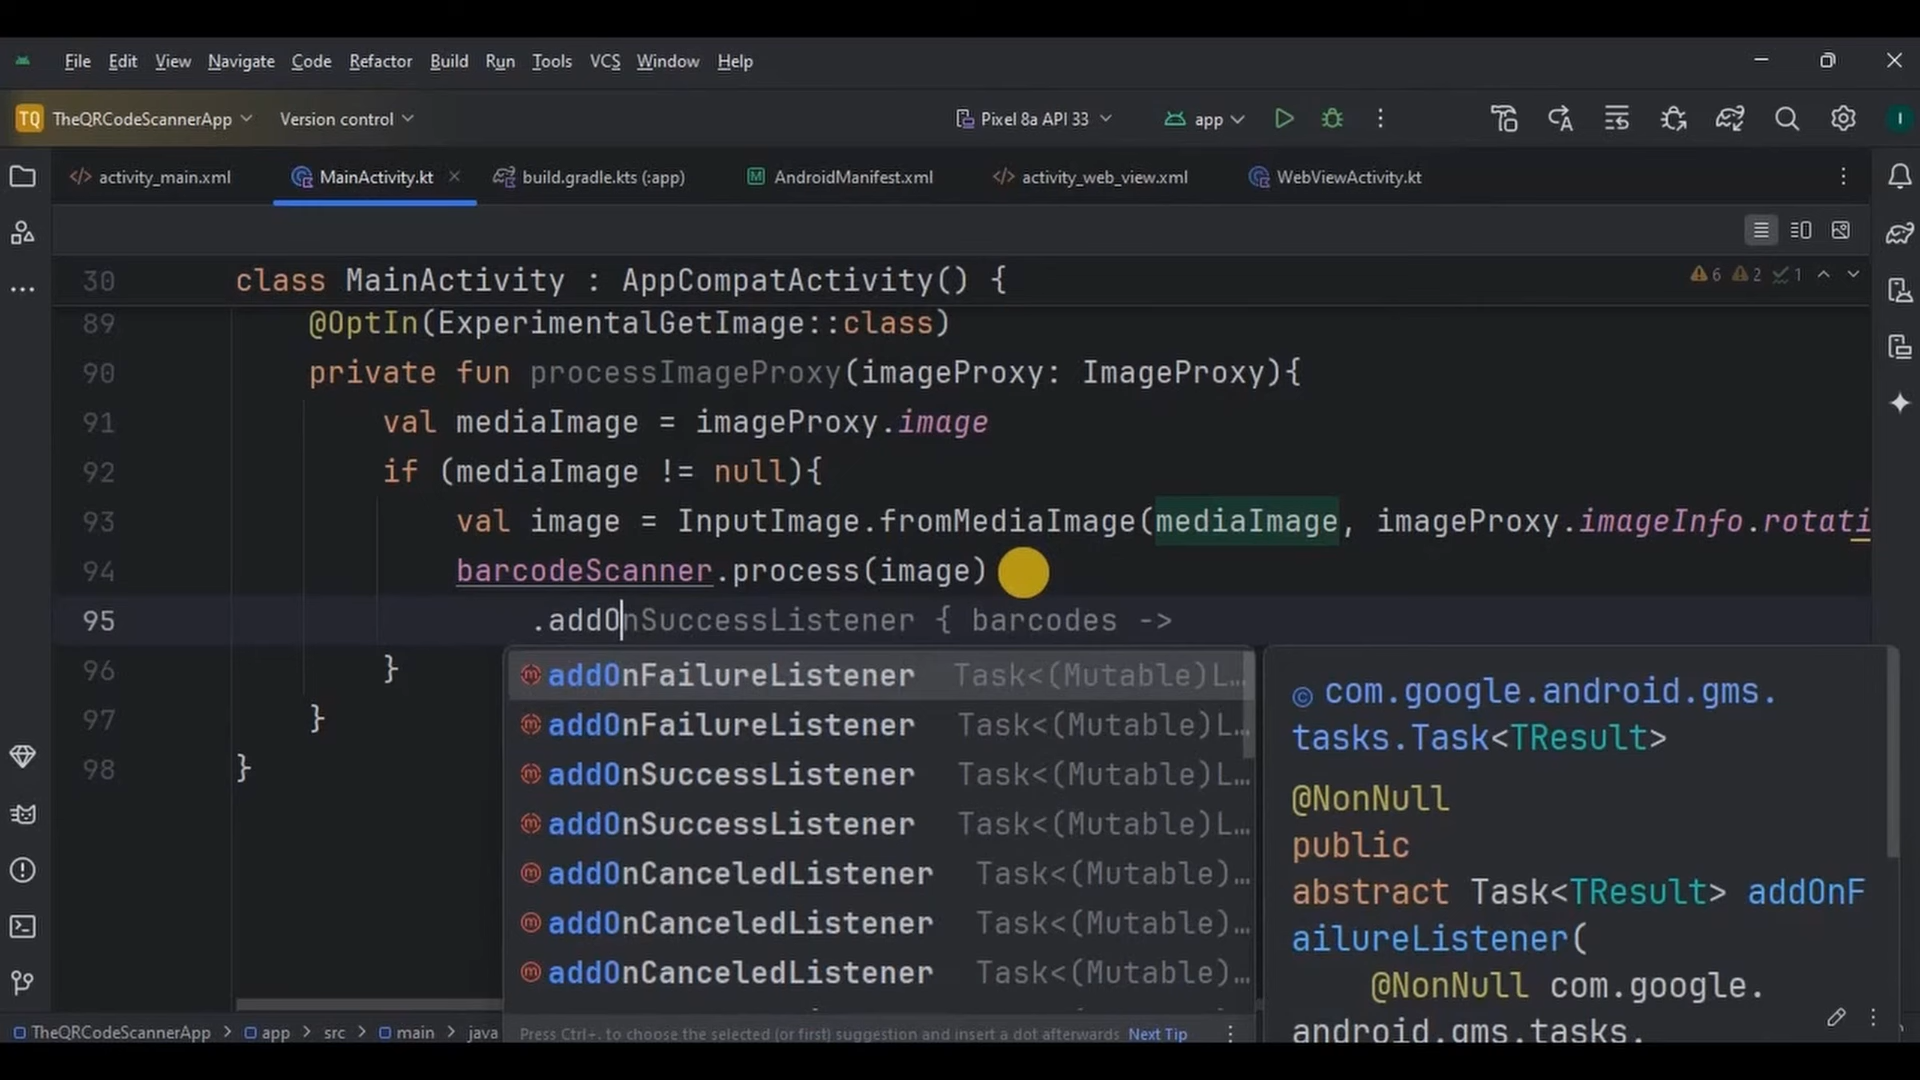 File Edit View Navigate Code Refactor Build Run Tools VCS Window Help
TQ TheQRCodeScannerApp Version control Pixel 8a API 33 app I
activity_main.xml MainActivity.kt build.gradle.kts (:app) AndroidManifest.xml activity_web_view.xml WebViewActivity.kt
30 class MainActivity : AppCompatActivity() { 6 2 1
89 @OptIn(ExperimentalGetImage::class)
90 private fun processImageProxy(imageProxy: ImageProxy){
91 val mediaImage = imageProxy.image
92 if (mediaImage != null){
93 val image = InputImage.fromMediaImage(mediaImage, imageProxy.imageInfo.rotati
94 barcodeScanner.process(image)
95 .addOnSuccessListener { barcodes ->
96 }
97 }
98 }
addOnFailureListener Task<(Mutable)L…
addOnFailureListener Task<(Mutable)L…
addOnSuccessListener Task<(Mutable)L…
addOnSuccessListener Task<(Mutable)L…
addOnCanceledListener Task<(Mutable)…
addOnCanceledListener Task<(Mutable)…
addOnCanceledListener Task<(Mutable)…
Press Ctrl+. to choose the selected (or first) suggestion and insert a dot afterwards Next Tip
com.google.android.gms.
tasks.Task<TResult>
@NonNull
public
abstract Task<TResult> addOnF
ailureListener(
@NonNull com.google.
android.gms.tasks.
TheQRCodeScannerApp > app > src > main > java